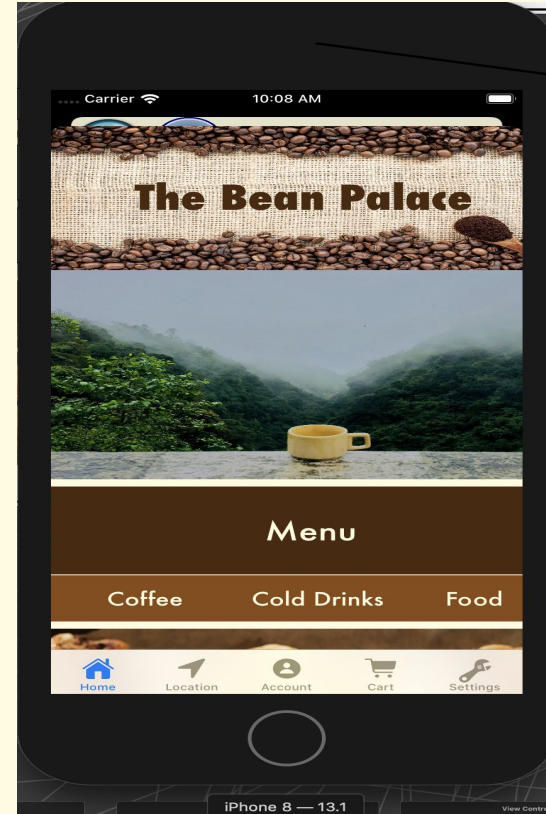 Carrier 10:08 AM
The Bean Palace
Menu
Coffee Cold Drinks Food
Home Location Account Cart Settings
iPhone 8 — 13.1